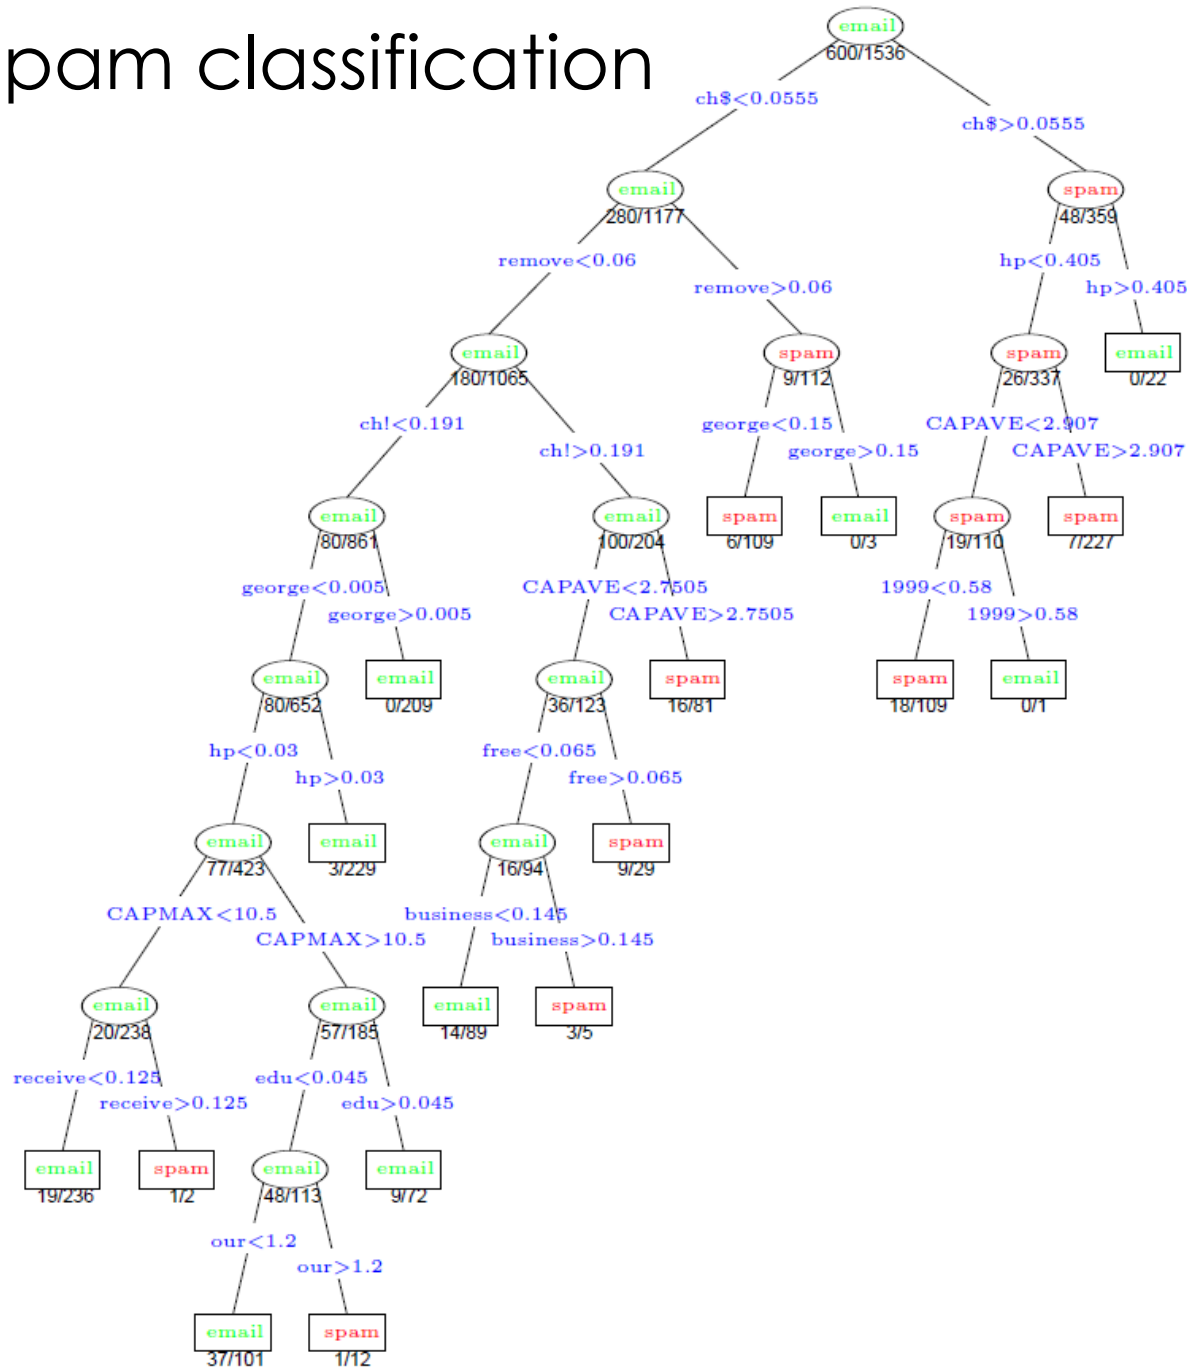 pam classification
email
600/1536
ch$<0.0555
ch$>0.0555
email
280/1177
spam
48/359
remove<0.06
remove>0.06
hp<0.405
hp>0.405
email
180/1065
spam
9/112
spam
26/337
email
0/22
ch!<0.191
ch!>0.191
george<0.15
george>0.15
CAPAVE<2.907
CAPAVE>2.907
email
80/861
email
100/204
spam
6/109
email
0/3
spam
19/110
spam
7/227
george<0.005
george>0.005
CAPAVE<2.7505
CAPAVE>2.7505
1999<0.58
1999>0.58
email
80/652
email
0/209
email
36/123
spam
16/81
spam
18/109
email
0/1
hp<0.03
hp>0.03
free<0.065
free>0.065
email
77/423
email
3/229
email
16/94
spam
9/29
CAPMAX<10.5
CAPMAX>10.5
business<0.145
business>0.145
email
20/238
email
57/185
email
14/89
spam
3/5
receive<0.125
receive>0.125
edu<0.045
edu>0.045
email
19/236
spam
1/2
email
48/113
email
9/72
our<1.2
our>1.2
email
37/101
spam
1/12